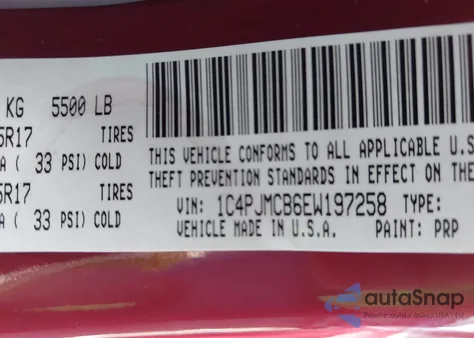 KG 5500 LB
5R17 TIRES
A ( 33 PSI) COLD
5R17 TIRES
A ( 33 PSI) COLD
THIS VEHICLE CONFORMS TO ALL APPLICABLE U.S
THEFT PREVENTION STANDARDS IN EFFECT ON THE
VIN: 1C4PJMCB6EW197258 TYPE:
VEHICLE MADE IN U.S.A. PAINT: PRP
autoSnap